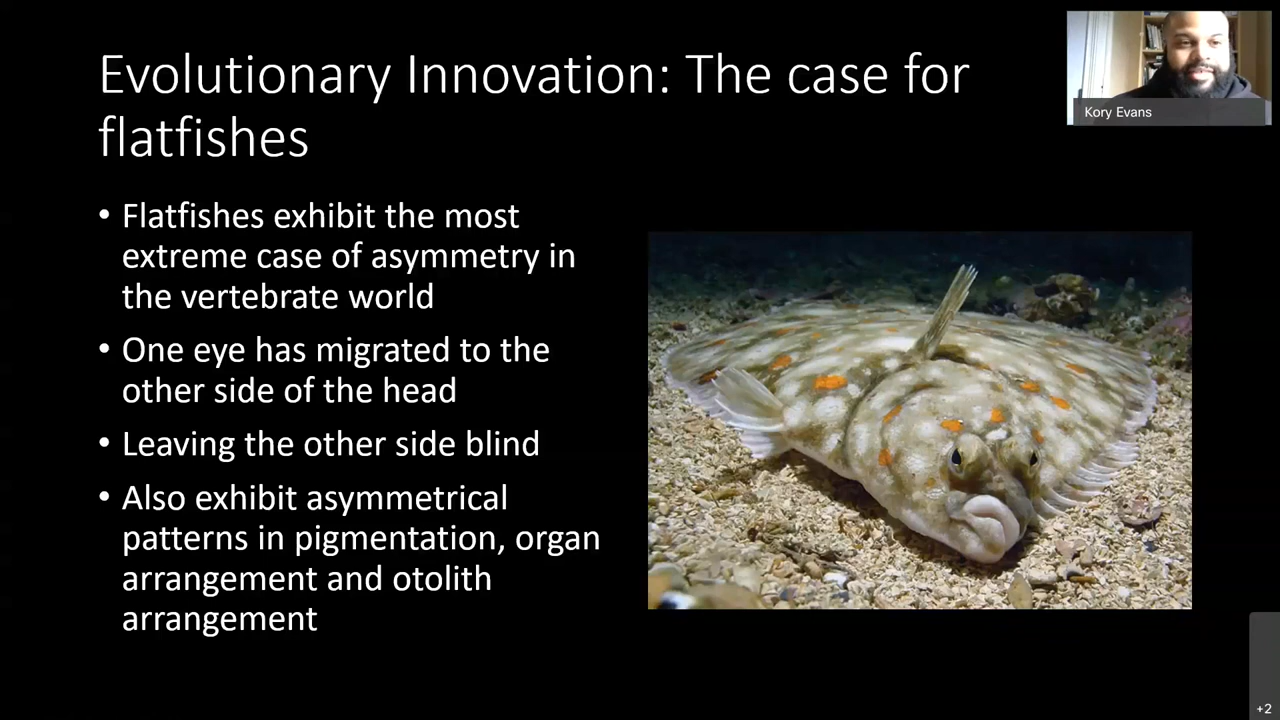 Evolutionary Innovation: The case for
flatfishes
• Flatfishes exhibit the most
extreme case of asymmetry in
the vertebrate world
• One eye has migrated to the
other side of the head
• Leaving the other side blind
• Also exhibit asymmetrical
patterns in pigmentation, organ
arrangement and otolith
arrangement
Kory Evans
+2